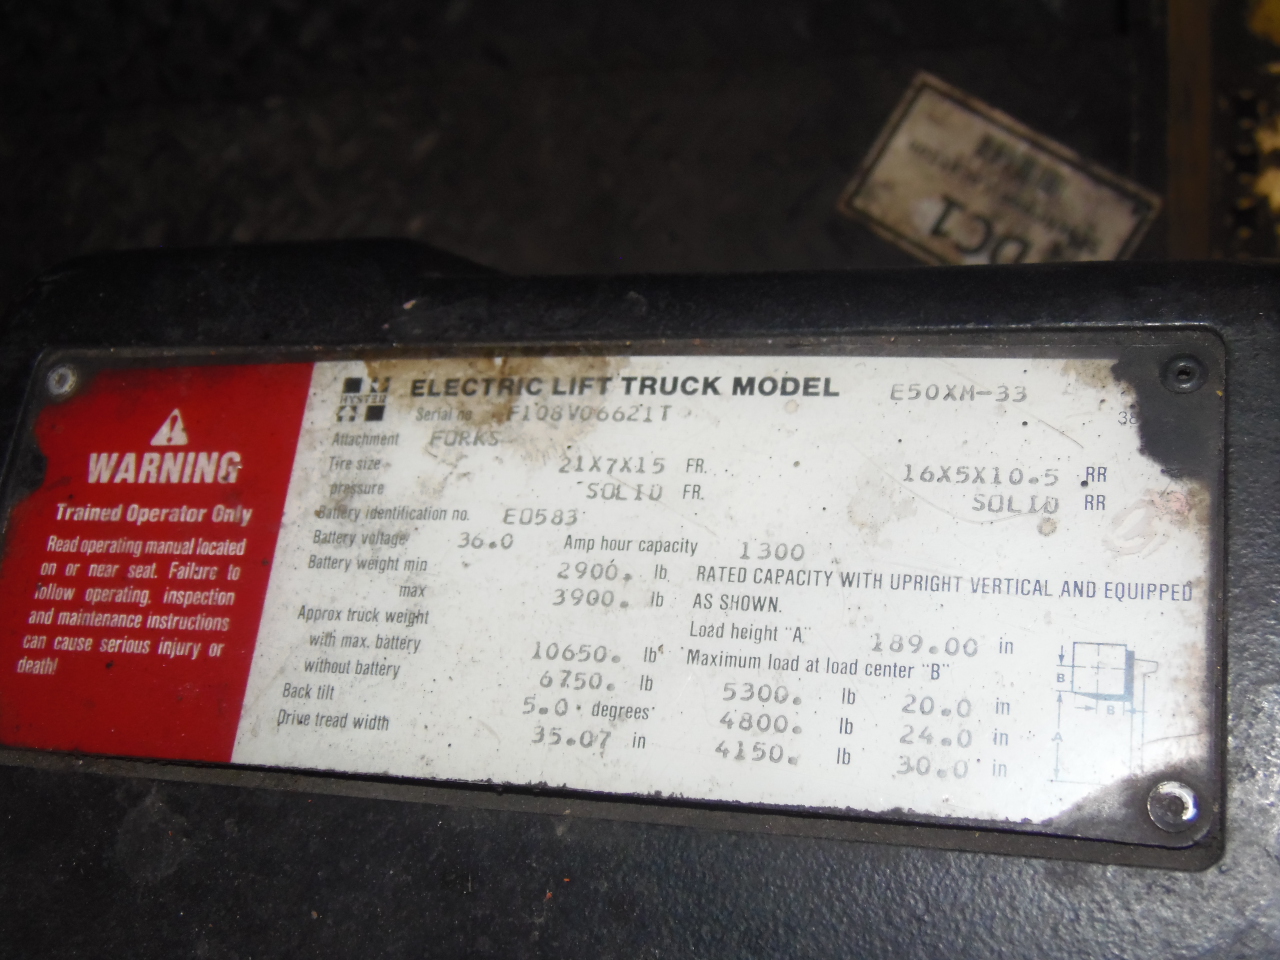 DC1
WARNING
Trained Operator Only
Read operating manual located
on or near seat. Failure to
follow operating, inspection
and maintenance instructions
can cause serious injury or
death!
HYSTER
ELECTRIC LIFT TRUCK MODEL E50XM-33
Serial no. F108V06621T
38
Attachment FORKS
Tire size 21X7X15 FR. 16X5X10.5 RR
pressure SOLID FR. SOLID RR
Battery identification no. E0583
Battery voltage 36.0 Amp hour capacity 1300
Battery weight min 2900. lb
max 3900. lb
Approx truck weight
with max. battery 10650. lb
without battery 6750. lb
Back tilt 5.0 degrees
Drive tread width 35.07 in
RATED CAPACITY WITH UPRIGHT VERTICAL AND EQUIPPED
AS SHOWN.
Load height "A" 189.00 in
Maximum load at load center "B"
5300. lb 20.0 in
4800. lb 24.0 in
4150. lb 30.0 in
B
B
A